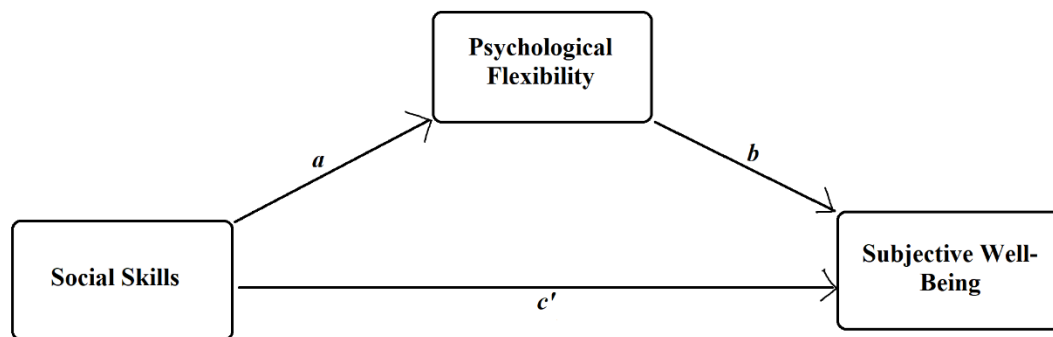 Psychological
Flexibility
a
b
Social Skills
Subjective Well-
Being
c'